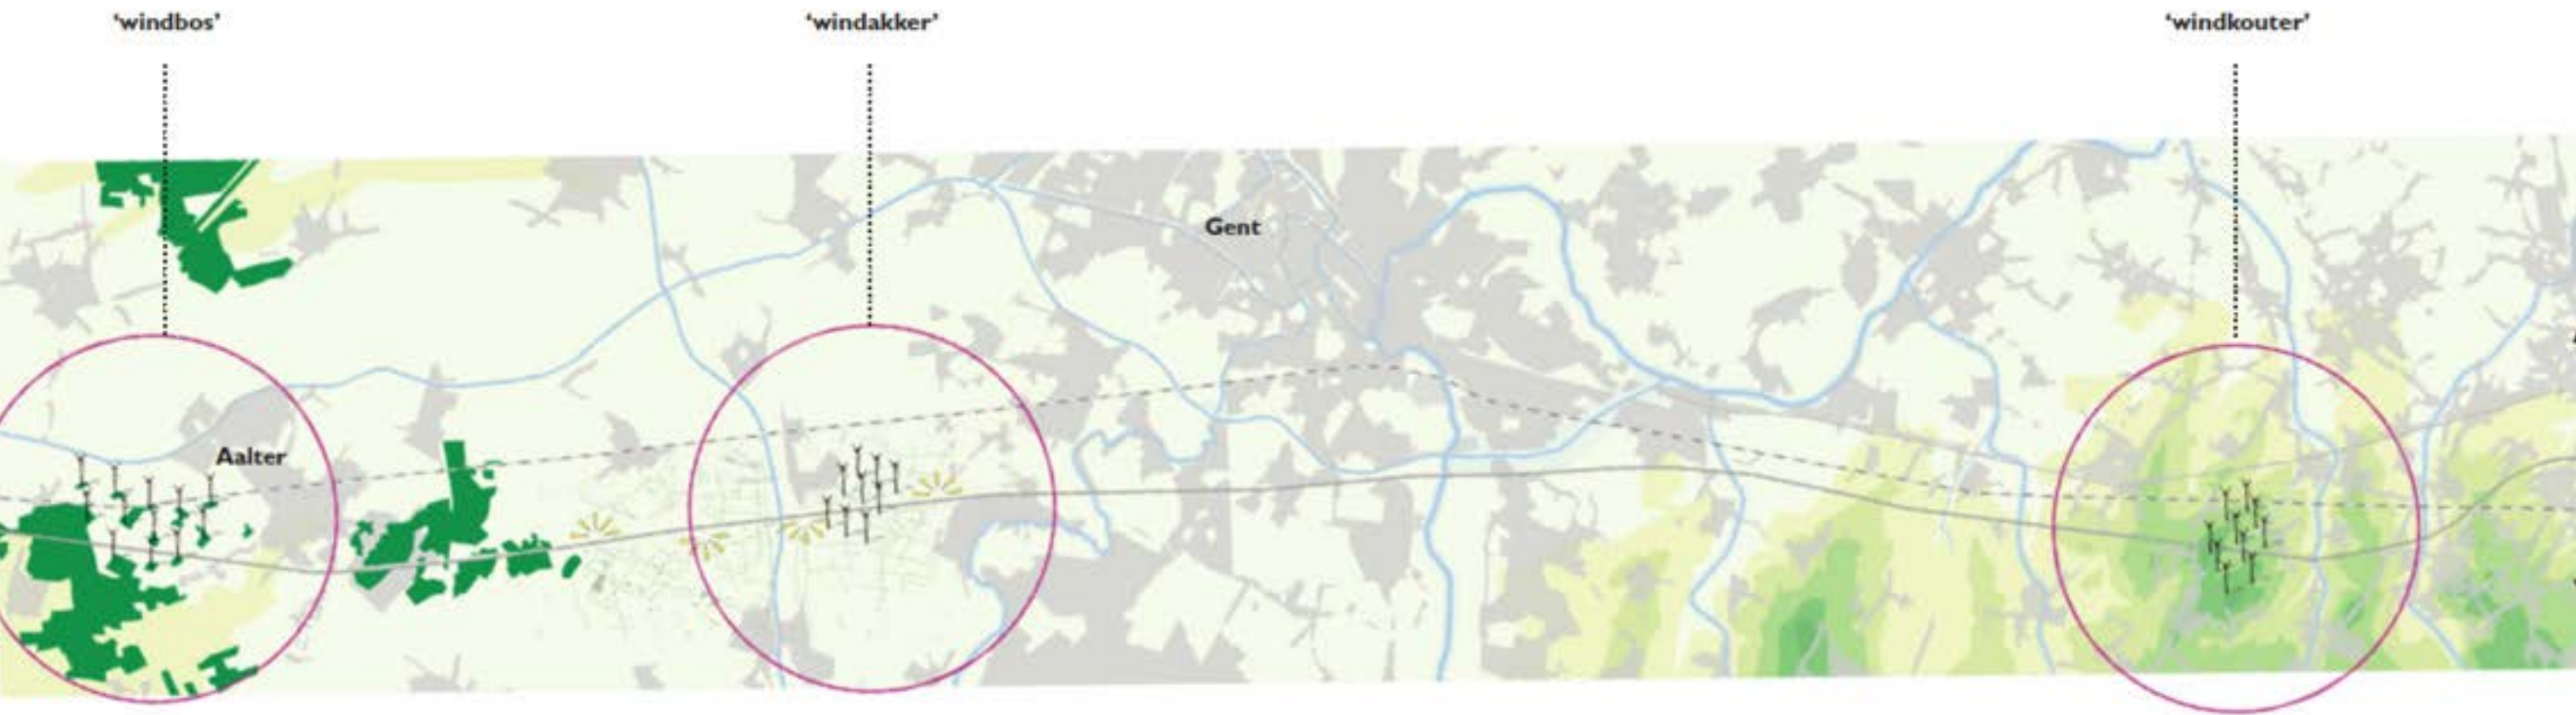 ‘windbos’
‘windakker’
‘windkouter’
Gent
Aalter